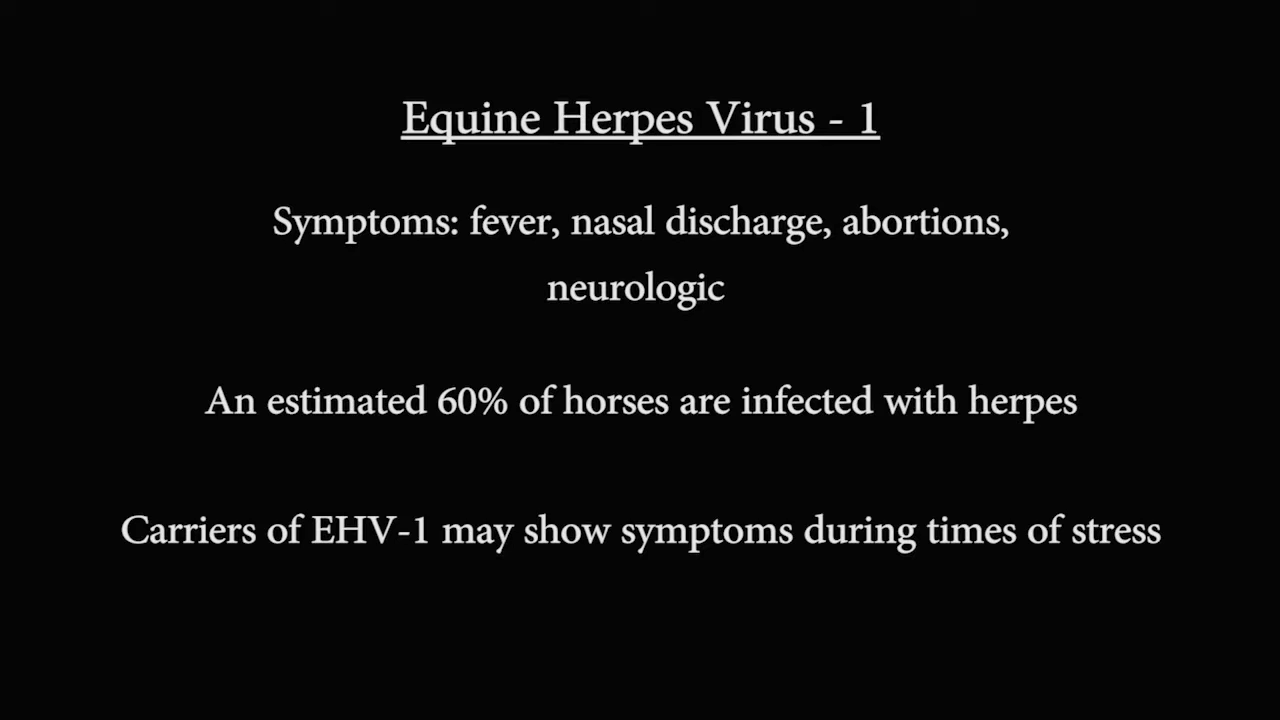 Equine Herpes Virus - 1
Symptoms: fever, nasal discharge, abortions,
neurologic
An estimated 60% of horses are infected with herpes
Carriers of EHV-1 may show symptoms during times of stress